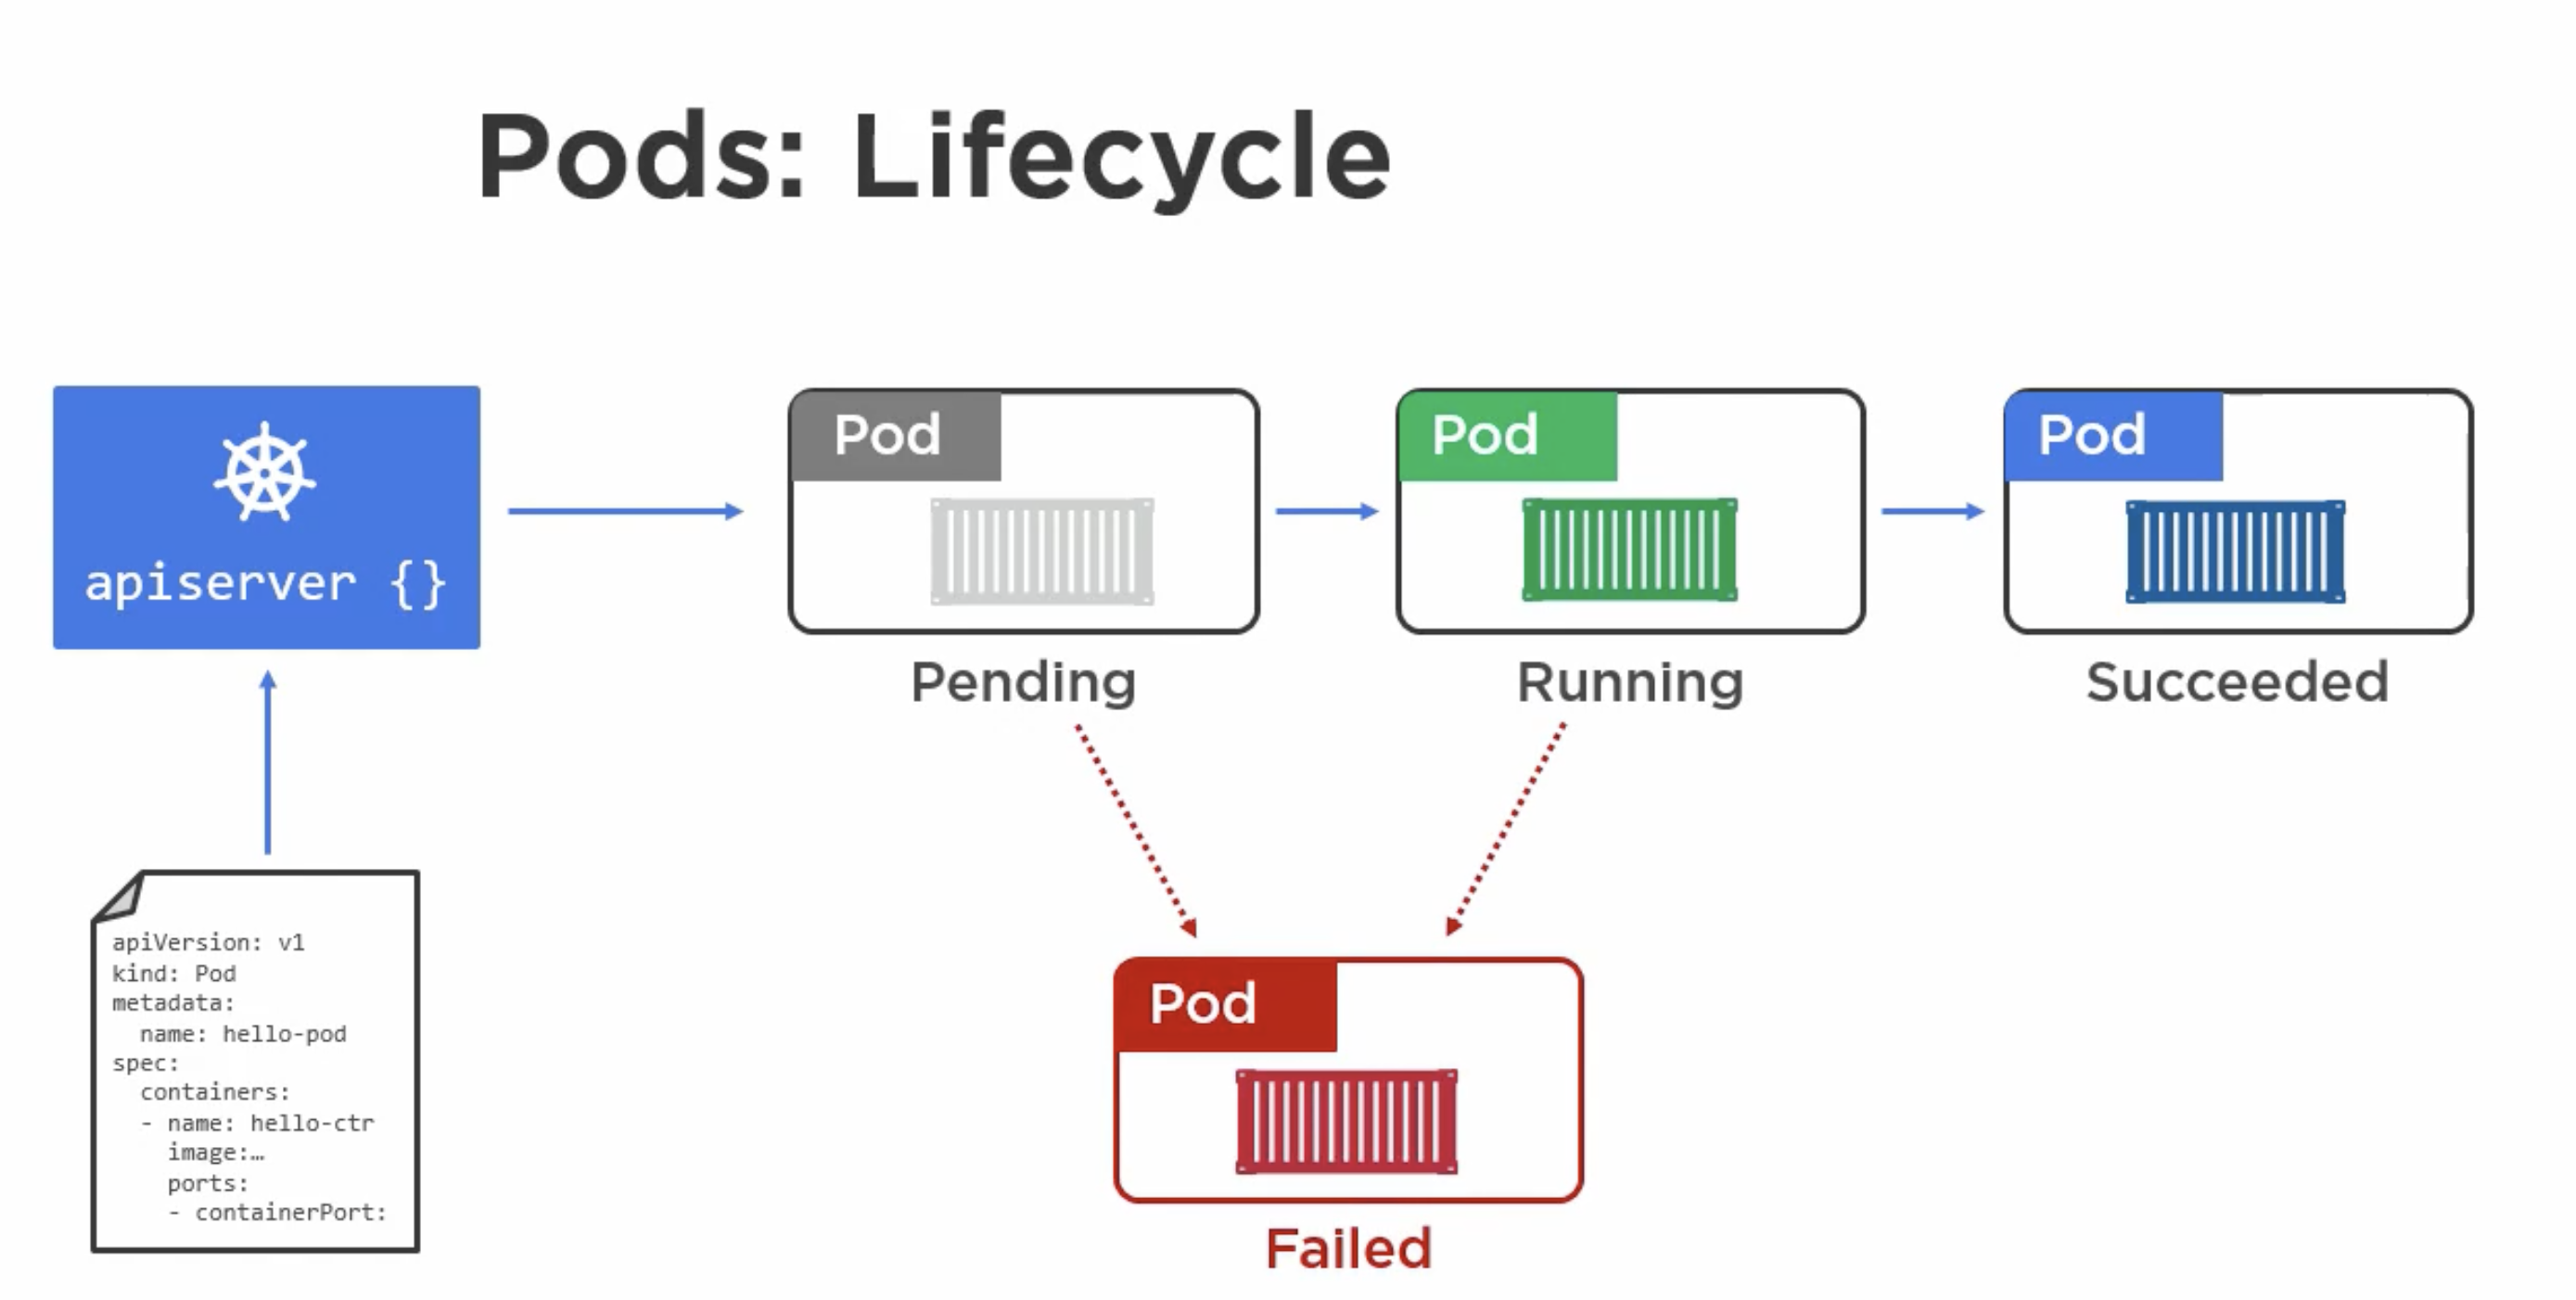 Pods: Lifecycle
apiserver {}
Pod
Pending
Pod
Running
Pod
Succeeded
apiVersion: v1
kind: Pod
metadata:
  name: hello-pod
spec:
  containers:
  - name: hello-ctr
    image:…
    ports:
    - containerPort:
Pod
Failed